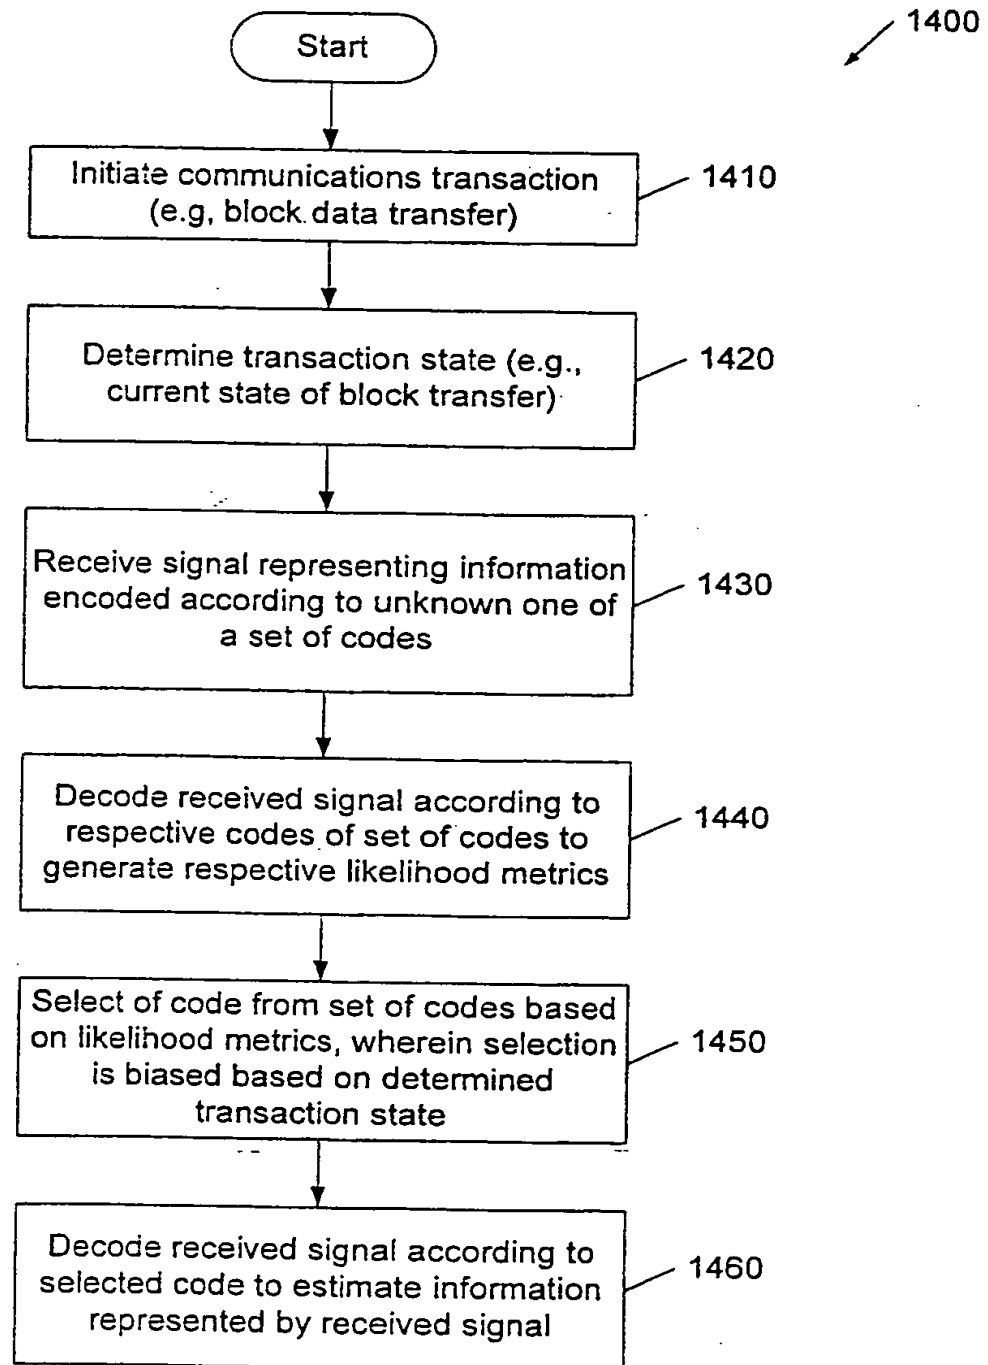 1400
Start
Initiate communications transaction
(e.g, block data transfer)
1410
Determine transaction state (e.g.,
current state of block transfer)
1420
Receive signal representing information
encoded according to unknown one of
a set of codes
1430
Decode received signal according to
respective codes of set of codes to
generate respective likelihood metrics
1440
Select of code from set of codes based
on likelihood metrics, wherein selection
is biased based on determined
transaction state
1450
Decode received signal according to
selected code to estimate information
represented by received signal
1460